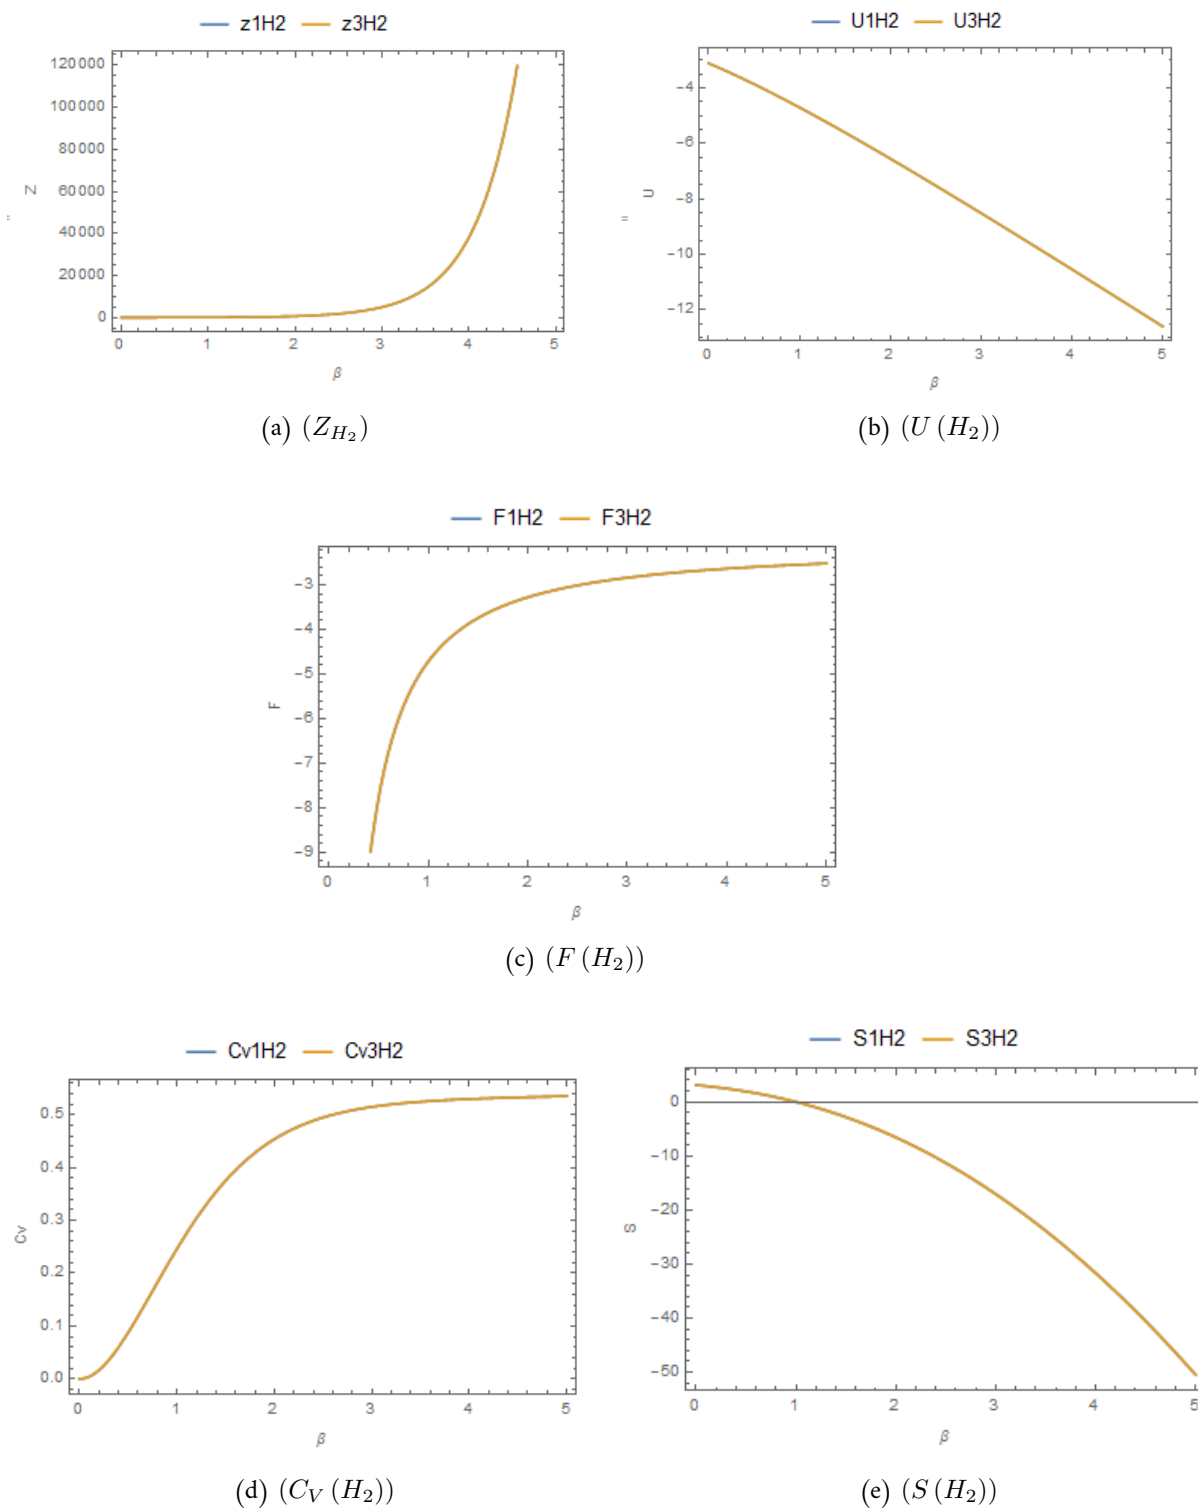 z1H2 z3H2
120000
100000
80000
60000
40000
20000
0
Z
"
0 1 2 3 4 5
β
(a) (Z_{H_2})
U1H2 U3H2
−4
−6
−8
−10
−12
U
"
0 1 2 3 4 5
β
(b) (U (H_2))
F1H2 F3H2
−3
−4
−5
−6
−7
−8
−9
F
0 1 2 3 4 5
β
(c) (F (H_2))
Cv1H2 Cv3H2
0.5
0.4
0.3
0.2
0.1
0.0
Cv
0 1 2 3 4 5
β
(d) (C_V (H_2))
S1H2 S3H2
0
−10
−20
−30
−40
−50
S
0 1 2 3 4 5
β
(e) (S (H_2))